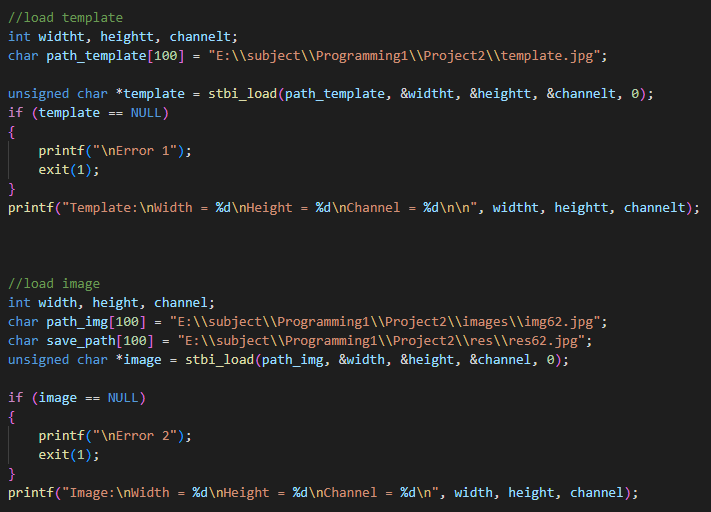 //load template
int widtht, heightt, channelt;
char path_template[100] = "E:\\subject\\Programming1\\Project2\\template.jpg";
unsigned char *template = stbi_load(path_template, &widtht, &heightt, &channelt, 0);
if (template == NULL)
{
printf("\nError 1");
exit(1);
}
printf("Template:\nWidth = %d\nHeight = %d\nChannel = %d\n\n", widtht, heightt, channelt);
//load image
int width, height, channel;
char path_img[100] = "E:\\subject\\Programming1\\Project2\\images\\img62.jpg";
char save_path[100] = "E:\\subject\\Programming1\\Project2\\res\\res62.jpg";
unsigned char *image = stbi_load(path_img, &width, &height, &channel, 0);
if (image == NULL)
{
printf("\nError 2");
exit(1);
}
printf("Image:\nWidth = %d\nHeight = %d\nChannel = %d\n", width, height, channel);